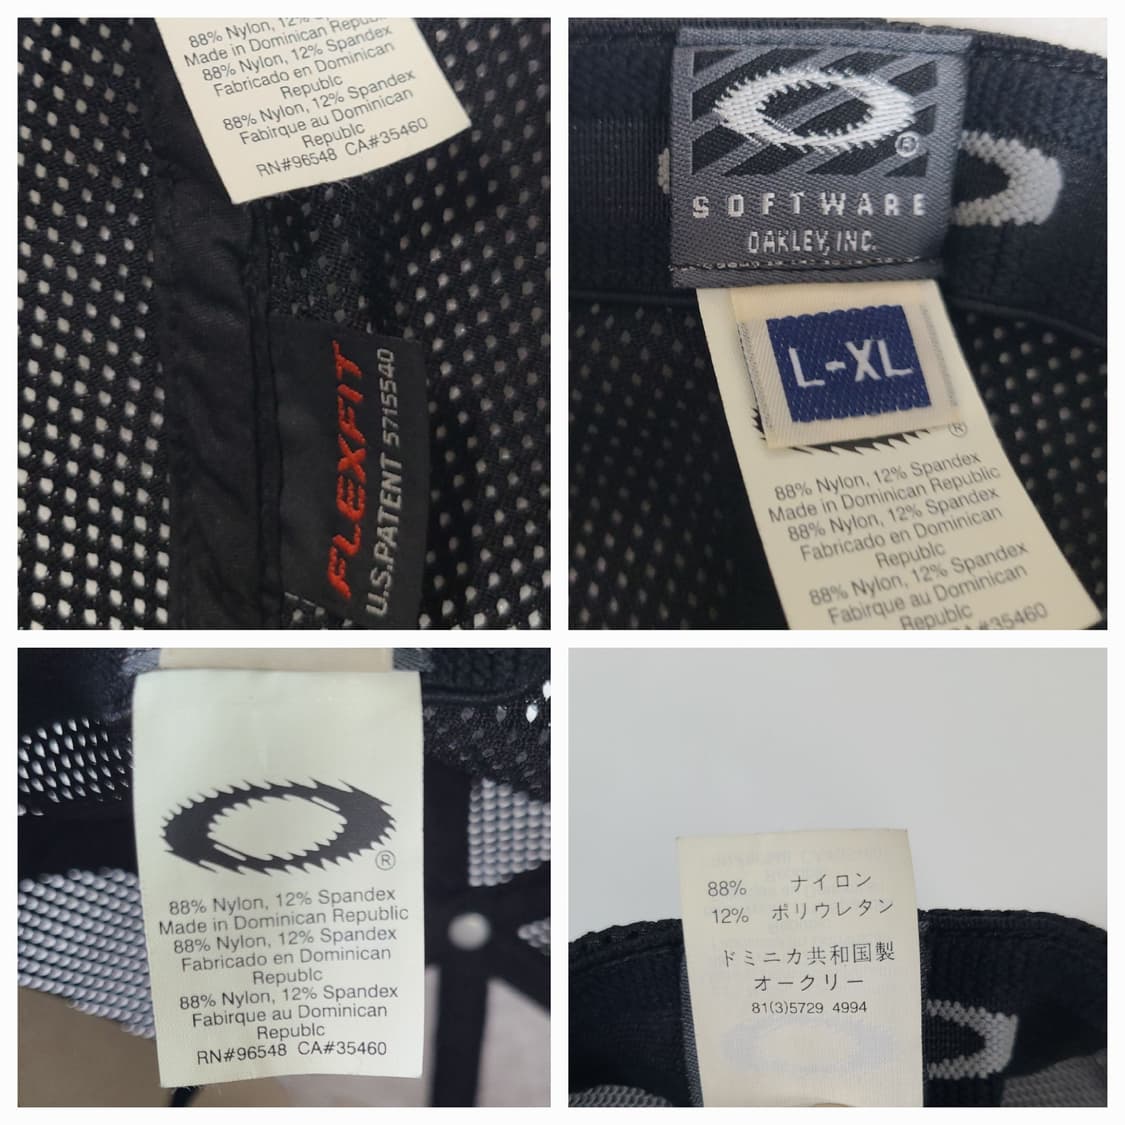 88% Nylon, 12% Spandex
Made in Dominican Republic
88% Nylon, 12% Spandex
Fabricado en Dominican
Republc
88% Nylon, 12% Spandex
Fabirque au Dominican
Republc
RN#96548 CA#35460
FLEXFIT
U.S.PATENT 5715540
®
SOFTWARE
OAKLEY, INC.
L-XL
®
88% Nylon, 12% Spandex
Made in Dominican Republic
88% Nylon, 12% Spandex
Fabricado en Dominican
Republc
88% Nylon, 12% Spandex
Fabirque au Dominican
Republc
CA#35460
®
88% Nylon, 12% Spandex
Made in Dominican Republic
88% Nylon, 12% Spandex
Fabricado en Dominican
Republc
88% Nylon, 12% Spandex
Fabirque au Dominican
Republc
RN#96548 CA#35460
88% ナイロン
12% ポリウレタン
ドミニカ共和国製
オークリー
81(3)5729 4994